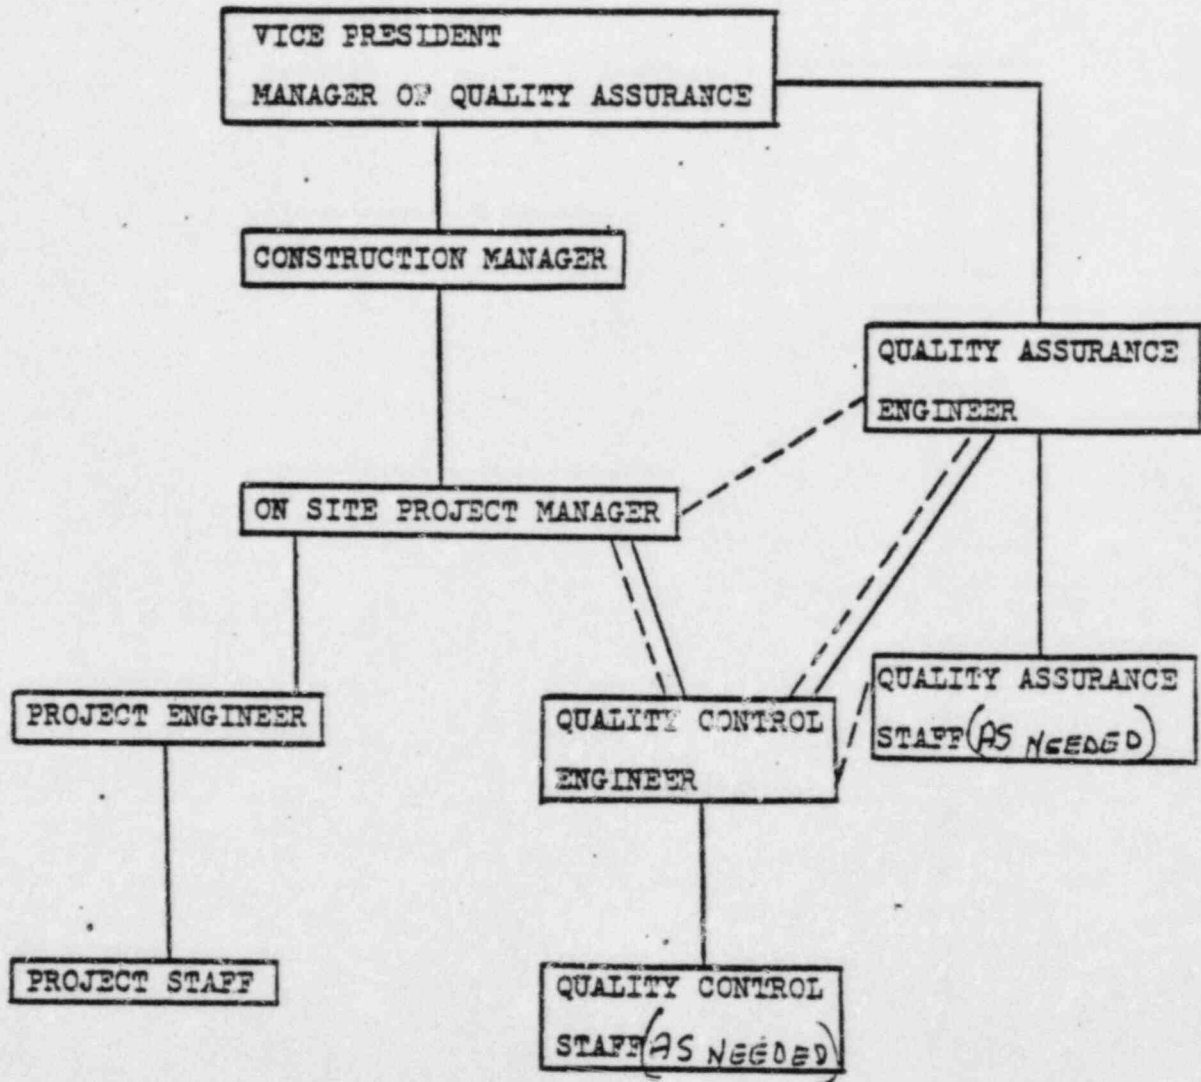 VICE PRESIDENT
MANAGER OF QUALITY ASSURANCE
CONSTRUCTION MANAGER
QUALITY ASSURANCE
ENGINEER
ON SITE PROJECT MANAGER
PROJECT ENGINEER
QUALITY CONTROL
ENGINEER
QUALITY ASSURANCE
STAFF (AS NEEDED)
PROJECT STAFF
QUALITY CONTROL
STAFF (AS NEEDED)